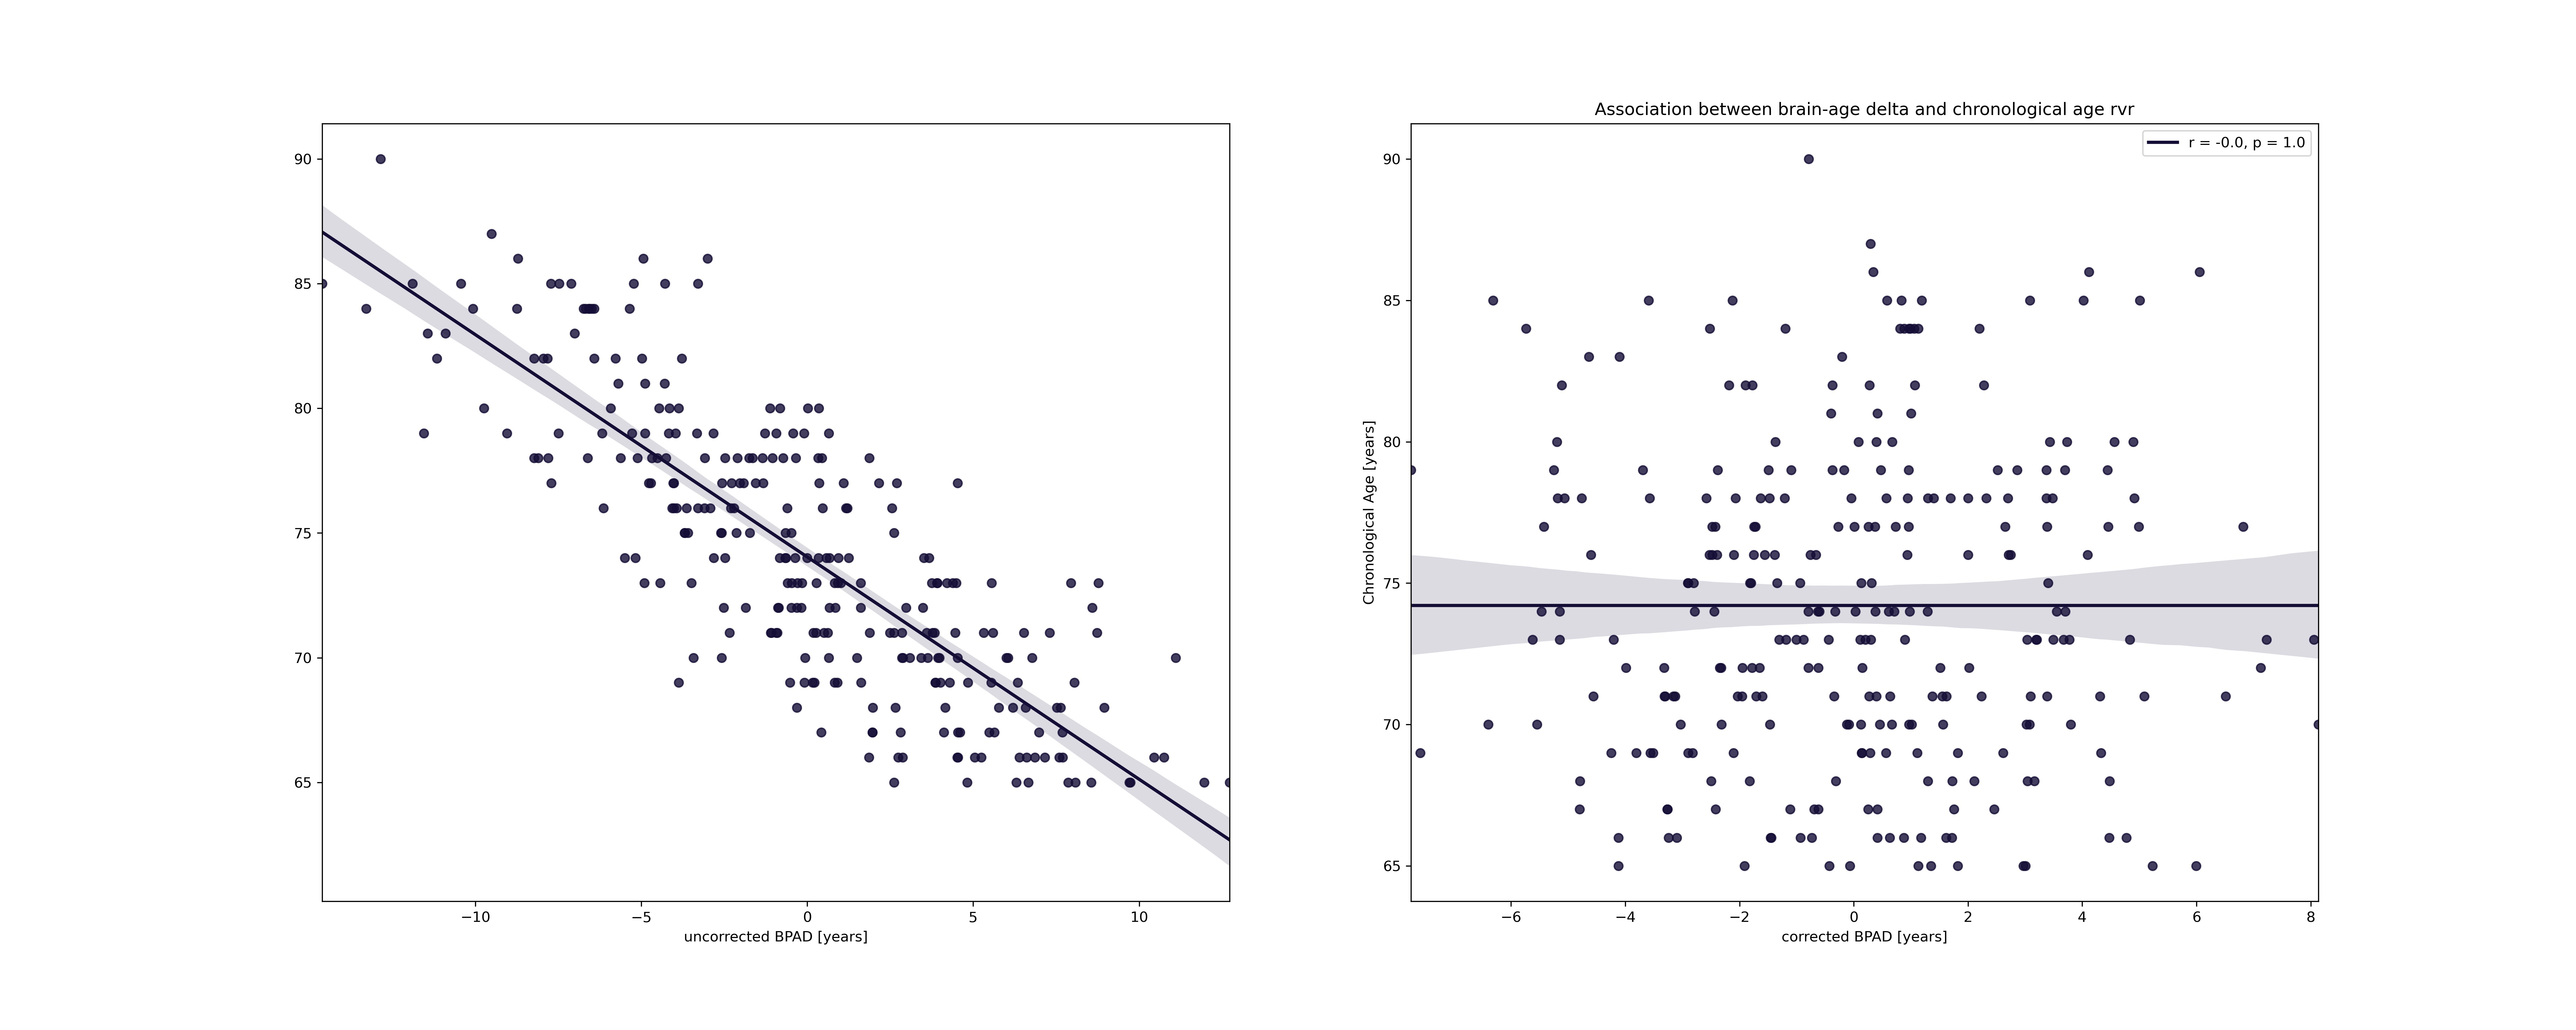 90
85
80
75
70
65
−10 −5 0 5 10
uncorrected BPAD [years]
Association between brain-age delta and chronological age rvr
r = -0.0, p = 1.0
Chronological Age [years]
90
85
80
75
70
65
−6 −4 −2 0 2 4 6 8
corrected BPAD [years]